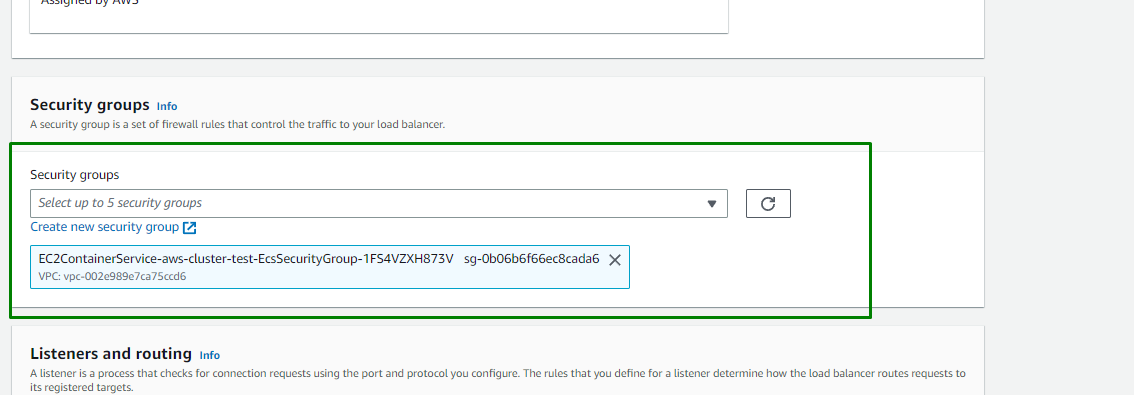 Assigned by AWS
Security groups Info
A security group is a set of firewall rules that control the traffic to your load balancer.
Security groups
Select up to 5 security groups
Create new security group
EC2ContainerService-aws-cluster-test-EcsSecurityGroup-1FS4VZXH873V sg-0b06b6f66ec8cada6
VPC: vpc-002e989e7ca75ccd6
Listeners and routing Info
A listener is a process that checks for connection requests using the port and protocol you configure. The rules that you define for a listener determine how the load balancer routes requests to
its registered targets.